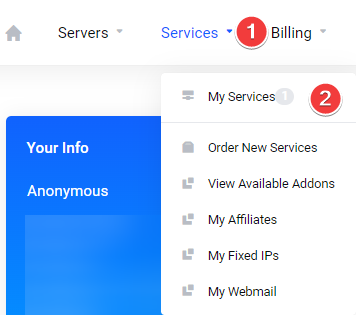 Servers Services 1 Billing
My Services 1 2
Your Info
Order New Services
Anonymous
View Available Addons
My Affiliates
My Fixed IPs
My Webmail